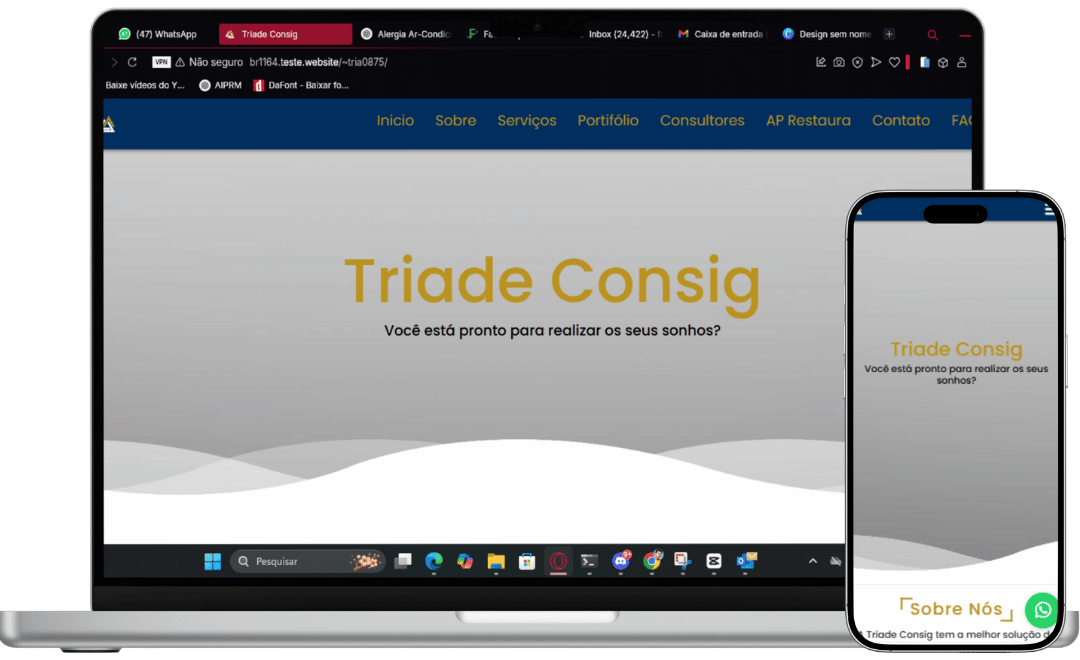 (47) WhatsApp
Triade Consig
Alergia Ar-Condic
Inbox (24,422) - f
Caixa de entrada
Design sem nome
VPN
Não seguro br1164.teste.website/~tria0875/
Baixe vídeos do Y...
AIPRM
DaFont - Baixar fo...
Inicio Sobre Serviços Portifólio Consultores AP Restaura Contato FAQ
Triade Consig
Você está pronto para realizar os seus sonhos?
Pesquisar
Triade Consig
Você está pronto para realizar os seus
sonhos?
Sobre Nós
A Triade Consig tem a melhor solução d